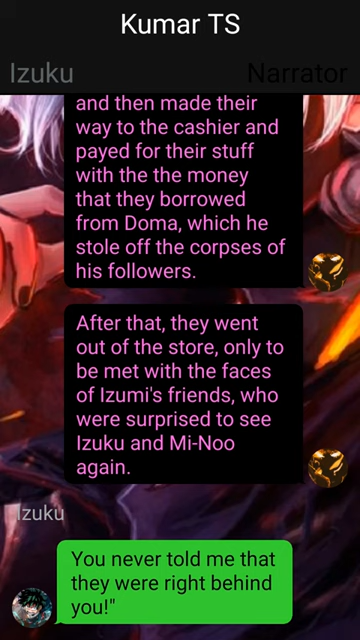 Kumar TS
Izuku
Narrator
and then made their
way to the cashier and
payed for their stuff
with the the money
that they borrowed
from Doma, which he
stole off the corpses of
his followers.
After that, they went
out of the store, only to
be met with the faces
of Izumi's friends, who
were surprised to see
Izuku and Mi-Noo
again.
Izuku
You never told me that
they were right behind
you!"